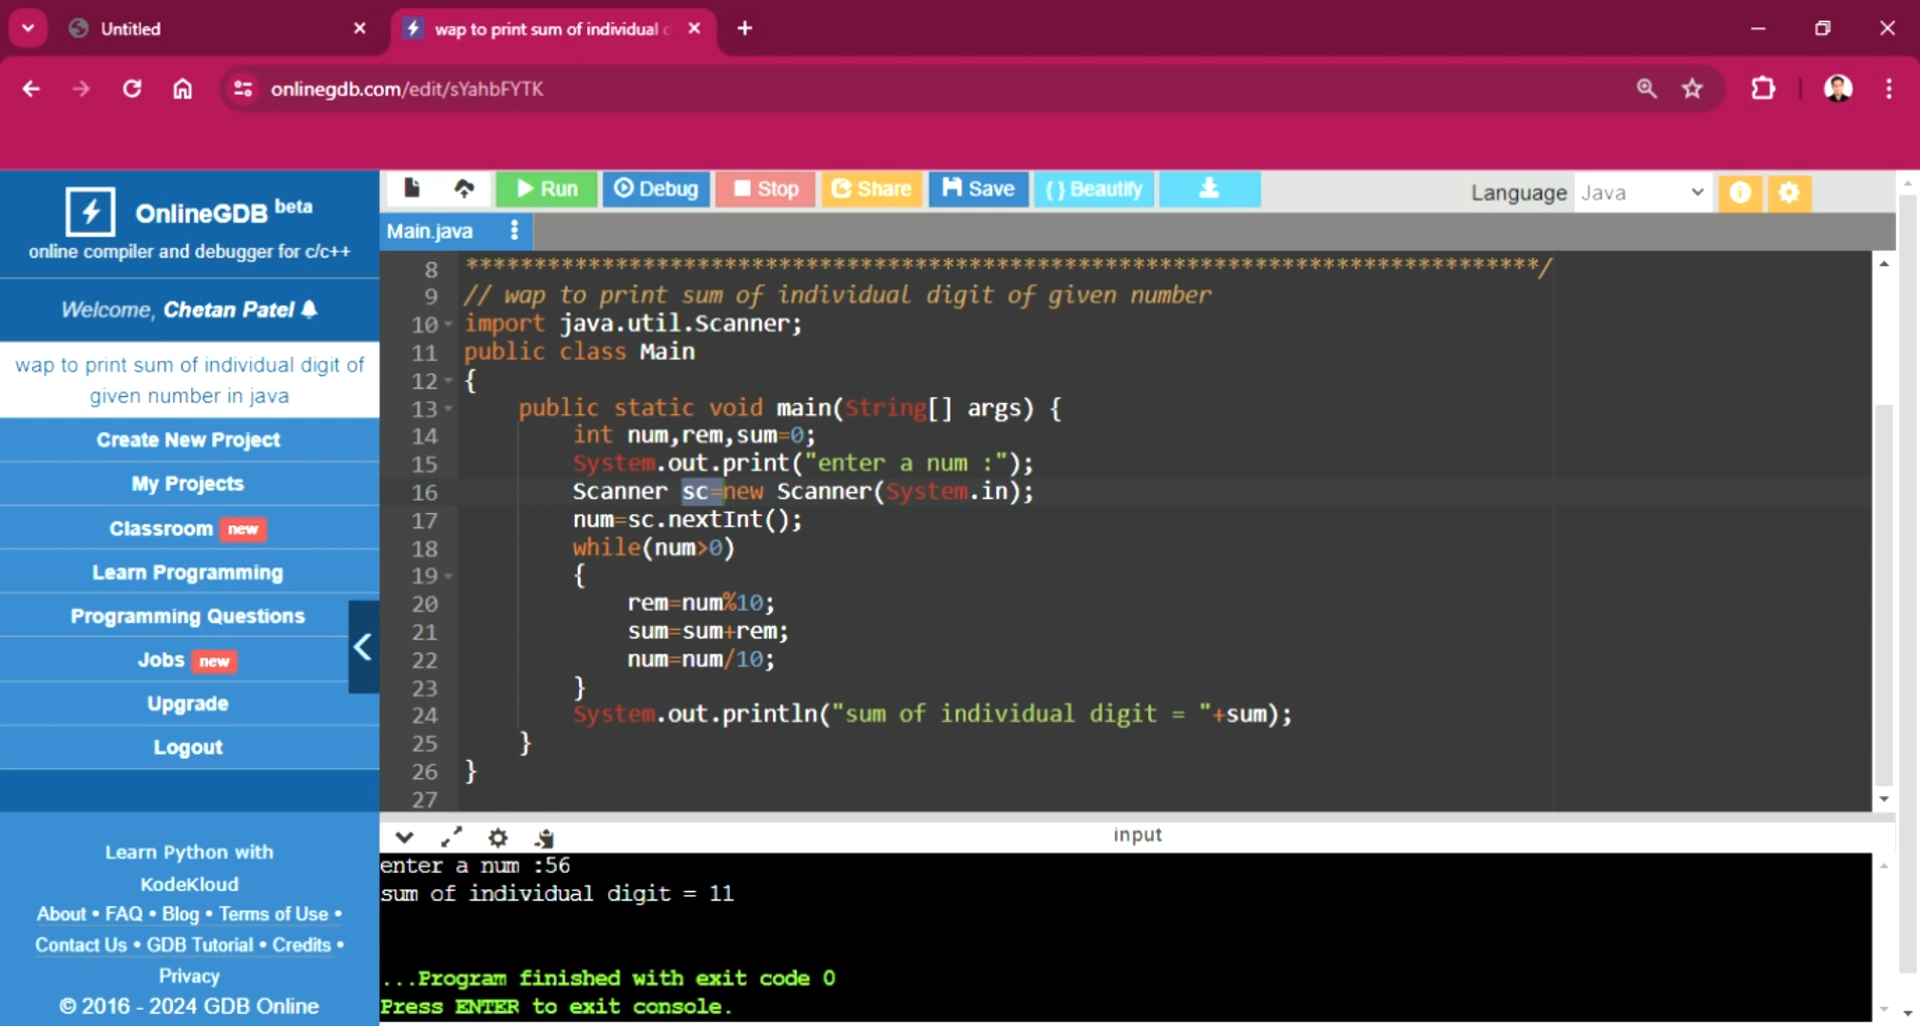 Untitled
wap to print sum of individual
onlinegdb.com/edit/sYahbFYTK
OnlineGDB beta
online compiler and debugger for c/c++
Welcome, Chetan Patel
wap to print sum of individual digit of
given number in java
Create New Project
My Projects
Classroom new
Learn Programming
Programming Questions
Jobs new
Upgrade
Logout
Learn Python with
KodeKloud
About • FAQ • Blog • Terms of Use •
Contact Us • GDB Tutorial • Credits •
Privacy
© 2016 - 2024 GDB Online
Run Debug Stop Share Save { } Beautify
Language Java
Main.java
8 ********************************************************************************/
9 // wap to print sum of individual digit of given number
10 import java.util.Scanner;
11 public class Main
12 {
13 public static void main(String[] args) {
14 int num,rem,sum=0;
15 System.out.print("enter a num :");
16 Scanner sc=new Scanner(System.in);
17 num=sc.nextInt();
18 while(num>0)
19 {
20 rem=num%10;
21 sum=sum+rem;
22 num=num/10;
23 }
24 System.out.println("sum of individual digit = "+sum);
25 }
26 }
27
input
enter a num :56
sum of individual digit = 11
...Program finished with exit code 0
Press ENTER to exit console.